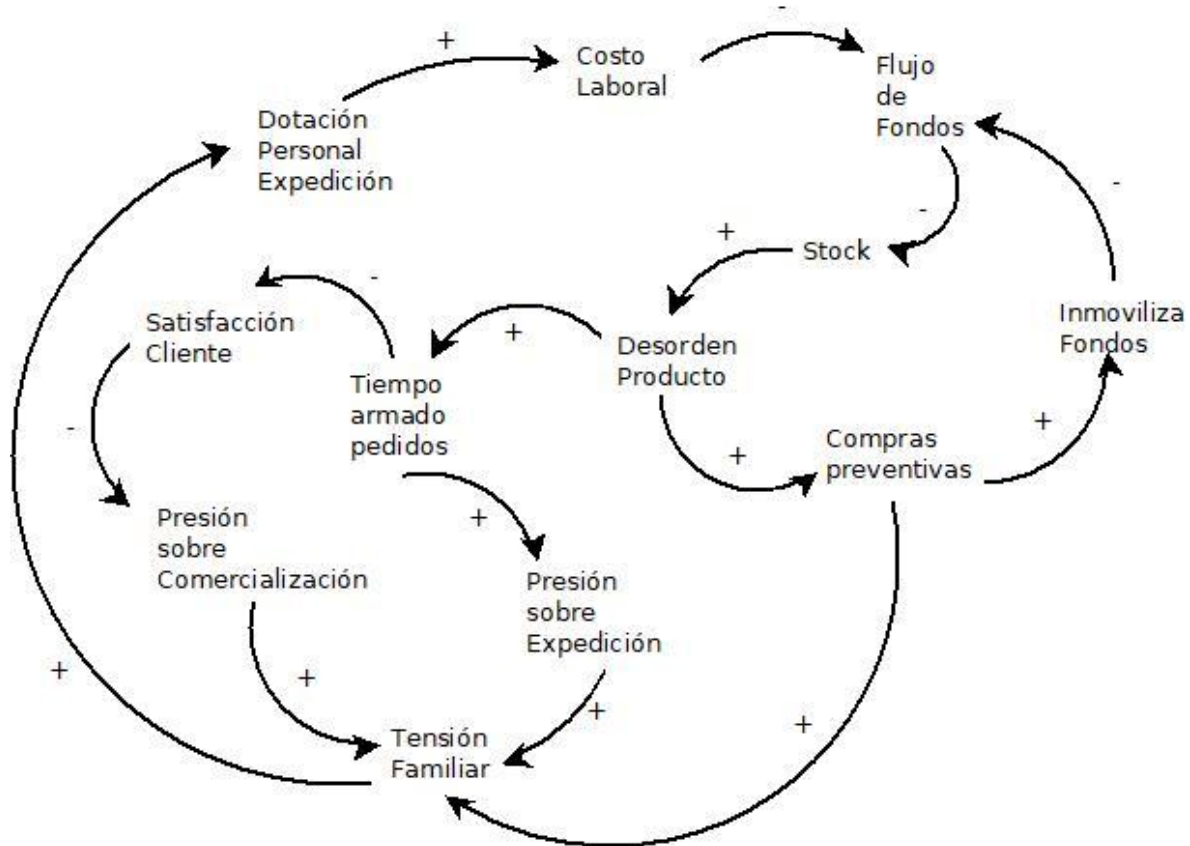 -
+
Costo
Laboral
Flujo
de
Fondos
Dotación
Personal
Expedición
-
-
+
Stock
-
Satisfacción
Cliente
+
Desorden
Producto
Inmoviliza
Fondos
Tiempo
armado
pedidos
-
+
+
Compras
preventivas
+
Presión
sobre
Comercialización
Presión
sobre
Expedición
+
+
+
+
Tensión
Familiar